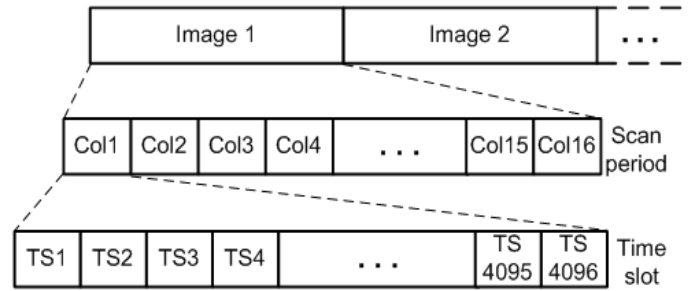 Image 1 Image 2 ...
Col1 Col2 Col3 Col4 ... Col15 Col16 Scan period
TS1 TS2 TS3 TS4 ... TS 4095 TS 4096 Time slot